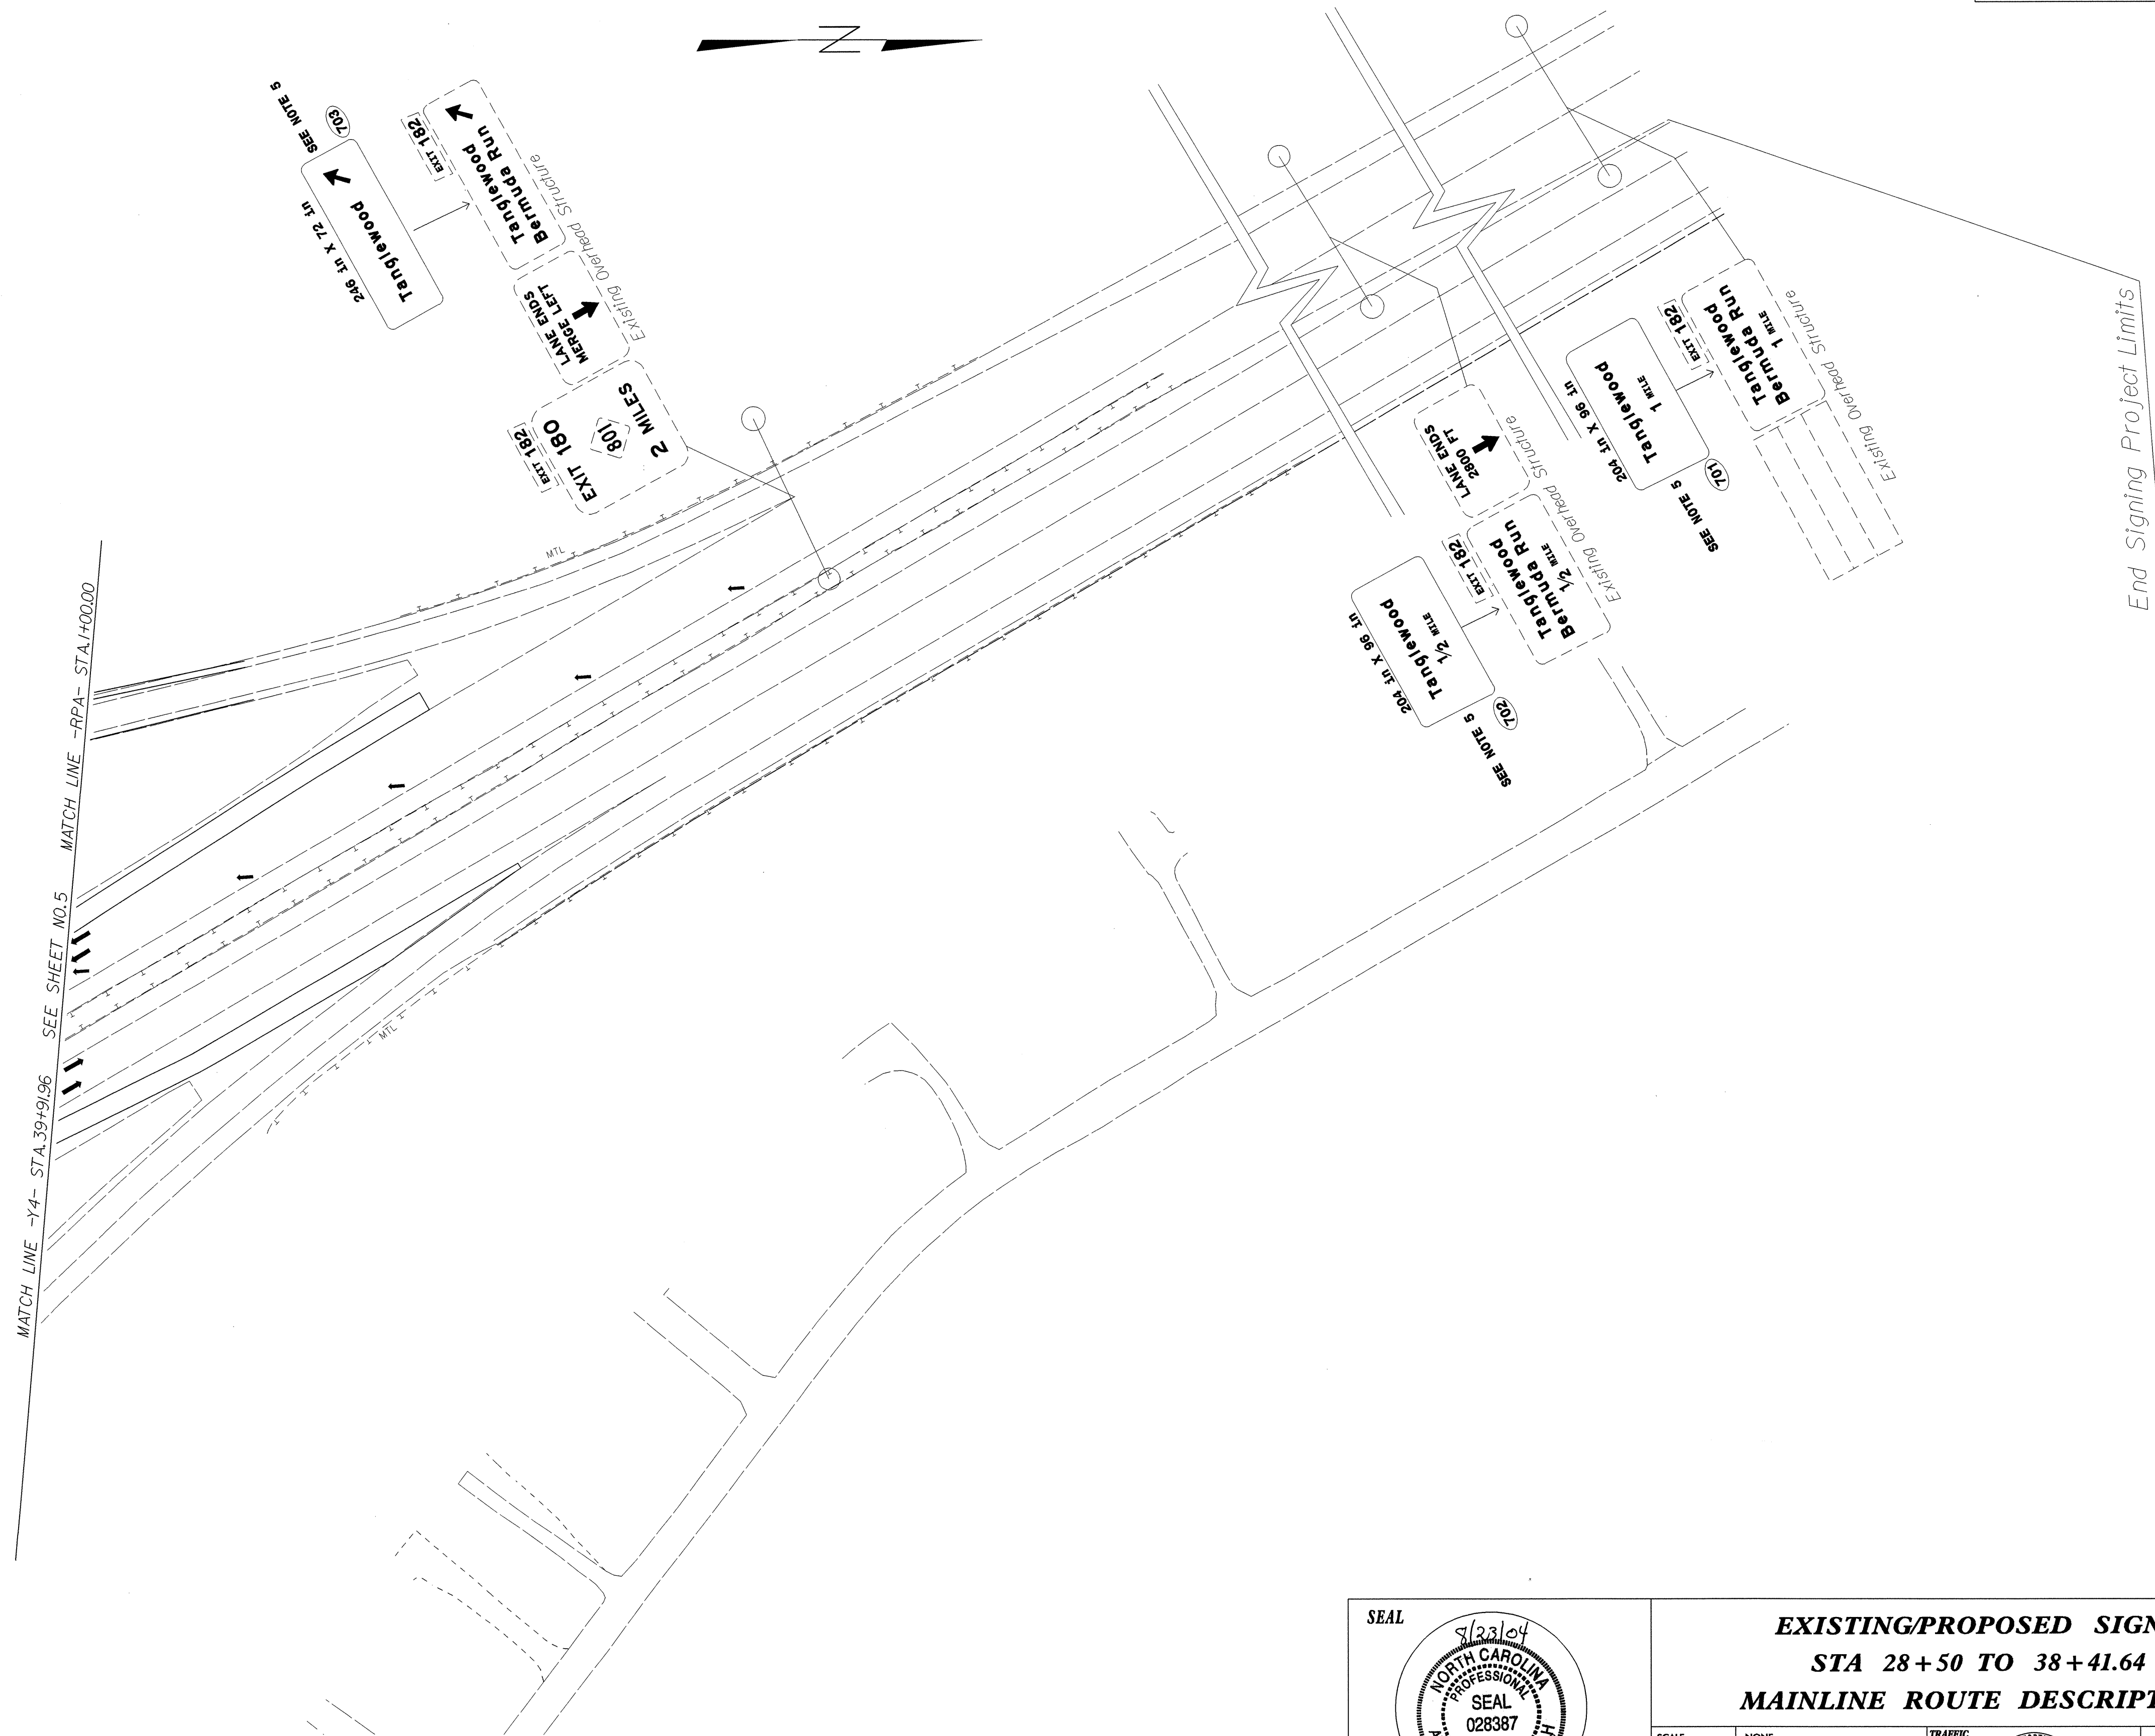 N
SEE NOTE 5
703
246 in X 72 in
Tanglewood
EXIT 182
Tanglewood
Bermuda Run
Existing Overhead Structure
LANE ENDS
MERGE LEFT
EXIT 182
EXIT 180
801
2 MILES
MTL
LANE ENDS
2800 FT
Existing Overhead Structure
EXIT 182
Tanglewood
Bermuda Run
1/2 MILE
204 in X 96 in
Tanglewood
1/2 MILE
702
SEE NOTE 5
EXIT 182
Tanglewood
Bermuda Run
1 MILE
Existing Overhead Structure
204 in X 96 in
Tanglewood
1 MILE
701
SEE NOTE 5
End Signing Project Limits
MATCH LINE -Y4- STA.39+91.96 SEE SHEET NO.5 MATCH LINE -RPA- STA.1+00.00
MTL
SEAL
8/23/04
NORTH CAROLINA
PROFESSIONAL
SEAL
028387
EXISTING/PROPOSED SIGN
STA 28+50 TO 38+41.64
MAINLINE ROUTE DESCRIPT
SCALE
NONE
TRAFFIC